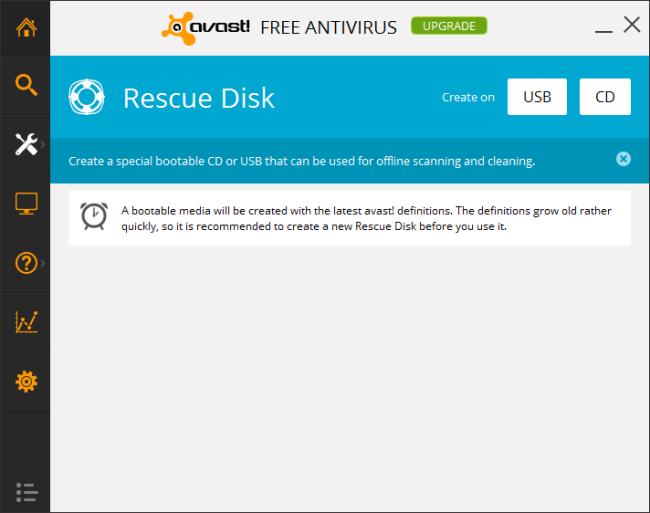 avast! FREE ANTIVIRUS UPGRADE
Rescue Disk
Create on USB CD
Create a special bootable CD or USB that can be used for offline scanning and cleaning.
A bootable media will be created with the latest avast! definitions. The definitions grow old rather
quickly, so it is recommended to create a new Rescue Disk before you use it.